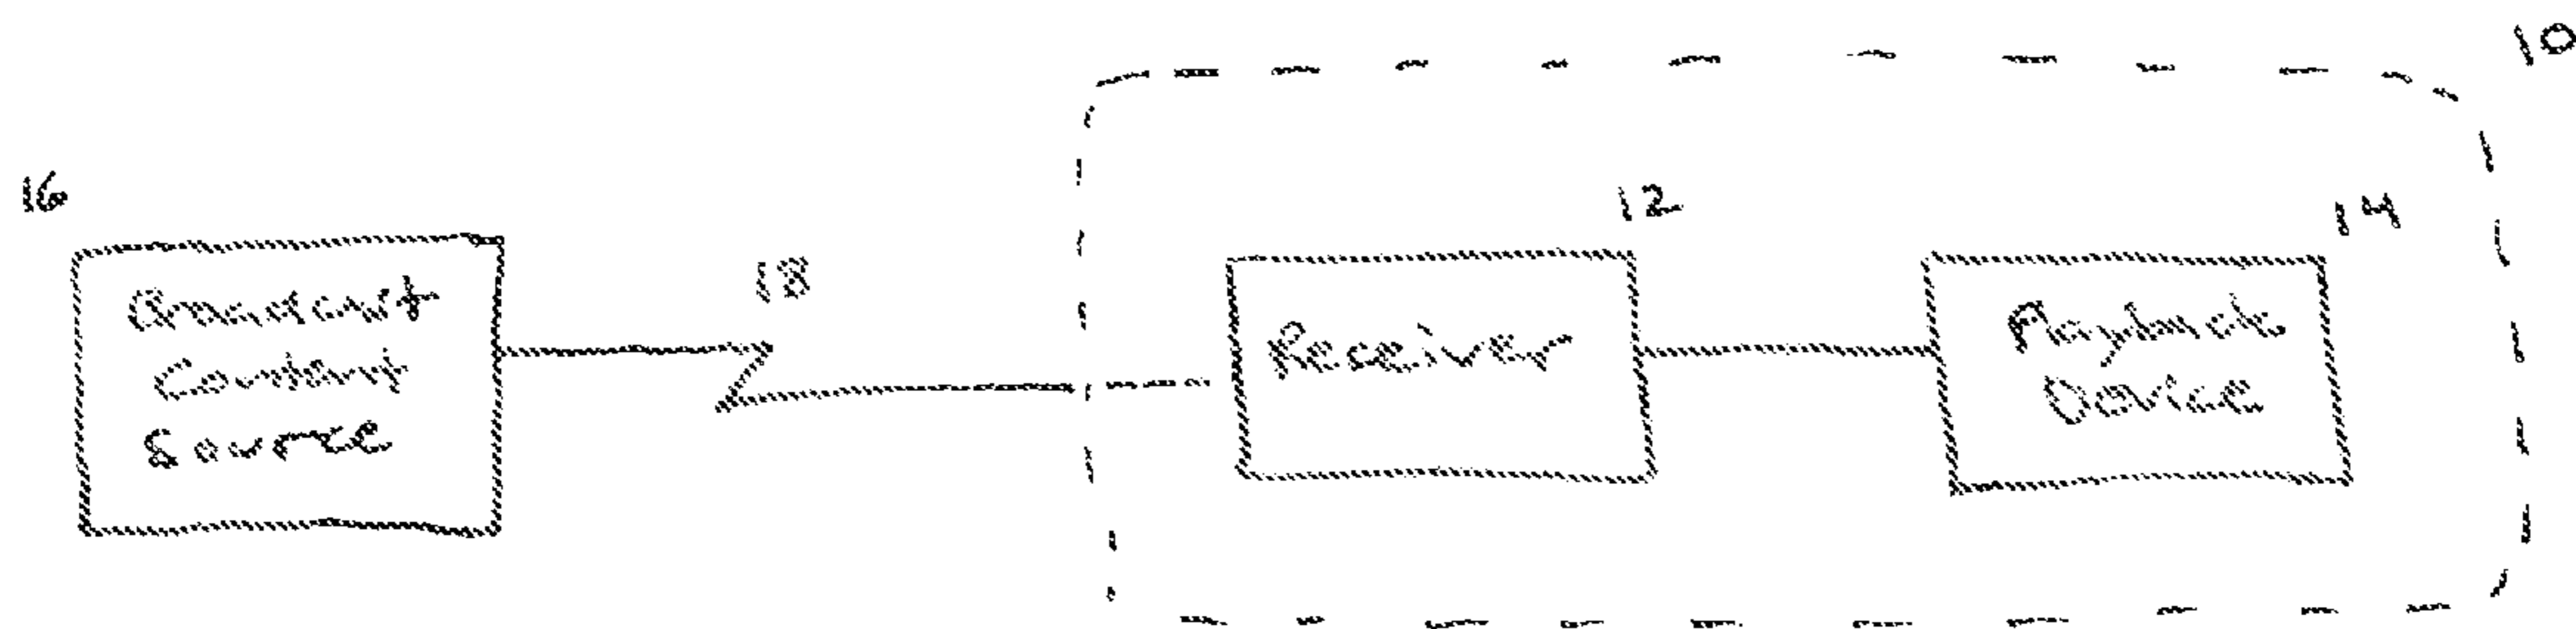 10
16
Broadcast
Content
Source
18
12
Receiver
14
Playback
Device